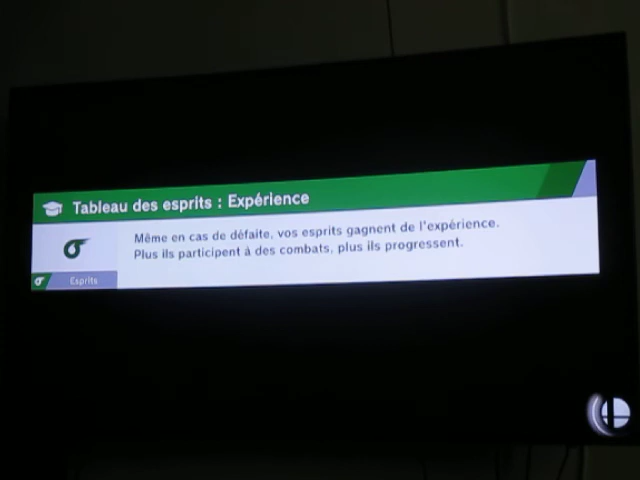 Tableau des esprits : Expérience
Même en cas de défaite, vos esprits gagnent de l'expérience.
Plus ils participent à des combats, plus ils progressent.
Esprits